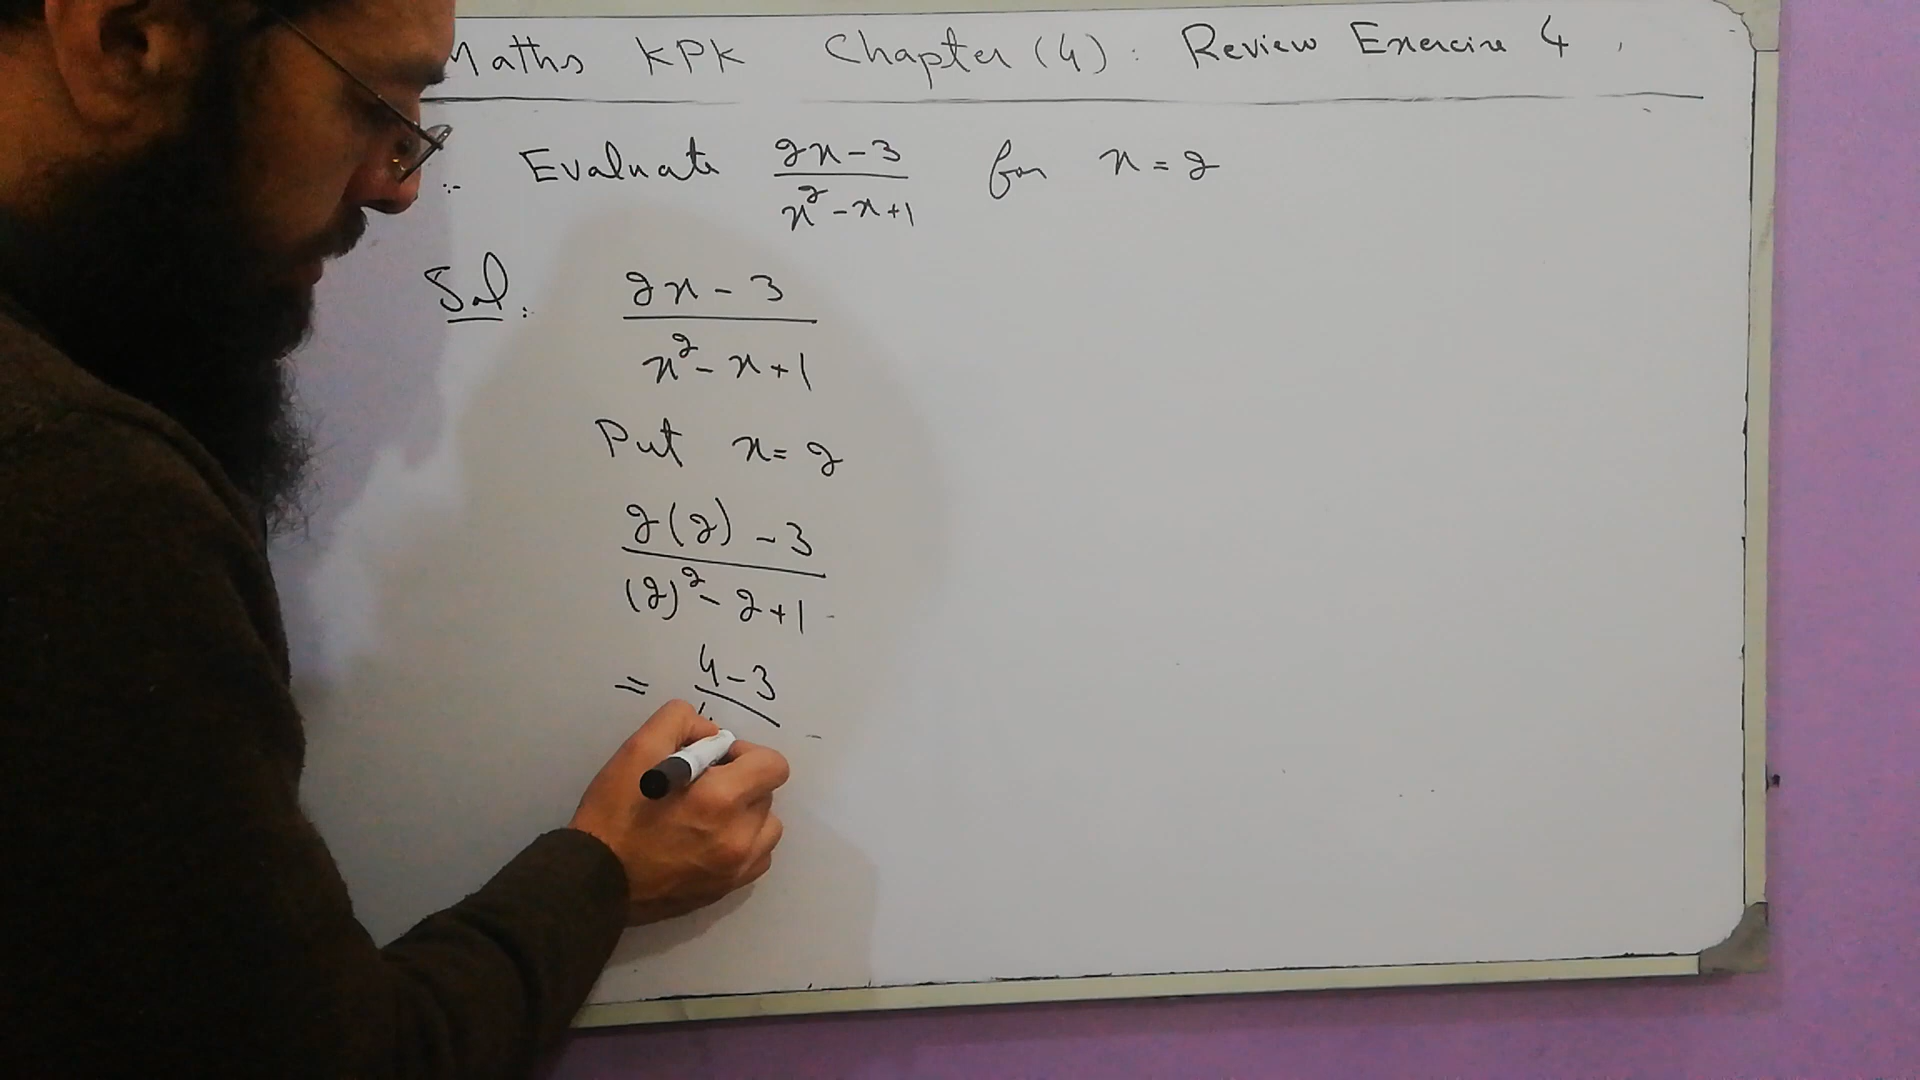 Maths KPK Chapter (4): Review Exercise 4
Evaluate (2x-3)/(x²-x+1) for x=2
Sol: 2x-3
x²-x+1
Put x=2
2(2)-3
(2)²-2+1
= 4-3